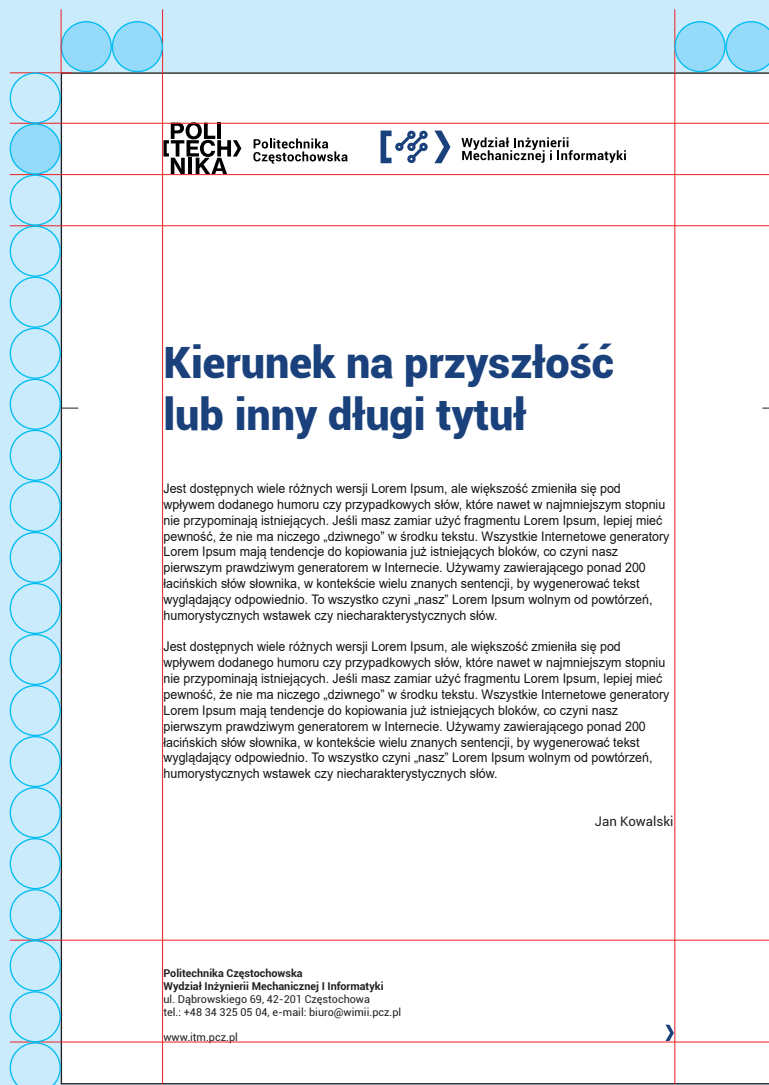 POLI
[TECH
NIKA
Politechnika
Częstochowska
Wydział Inżynierii
Mechanicznej i Informatyki
Kierunek na przyszłość
lub inny długi tytuł
Jest dostępnych wiele różnych wersji Lorem Ipsum, ale większość zmieniła się pod
wpływem dodanego humoru czy przypadkowych słów, które nawet w najmniejszym stopniu
nie przypominają istniejących. Jeśli masz zamiar użyć fragmentu Lorem Ipsum, lepiej mieć
pewność, że nie ma niczego „dziwnego” w środku tekstu. Wszystkie Internetowe generatory
Lorem Ipsum mają tendencje do kopiowania już istniejących bloków, co czyni nasz
pierwszym prawdziwym generatorem w Internecie. Używamy zawierającego ponad 200
łacińskich słów słownika, w kontekście wielu znanych sentencji, by wygenerować tekst
wyglądający odpowiednio. To wszystko czyni „nasz” Lorem Ipsum wolnym od powtórzeń,
humorystycznych wstawek czy niecharakterystycznych słów.
Jest dostępnych wiele różnych wersji Lorem Ipsum, ale większość zmieniła się pod
wpływem dodanego humoru czy przypadkowych słów, które nawet w najmniejszym stopniu
nie przypominają istniejących. Jeśli masz zamiar użyć fragmentu Lorem Ipsum, lepiej mieć
pewność, że nie ma niczego „dziwnego” w środku tekstu. Wszystkie Internetowe generatory
Lorem Ipsum mają tendencje do kopiowania już istniejących bloków, co czyni nasz
pierwszym prawdziwym generatorem w Internecie. Używamy zawierającego ponad 200
łacińskich słów słownika, w kontekście wielu znanych sentencji, by wygenerować tekst
wyglądający odpowiednio. To wszystko czyni „nasz” Lorem Ipsum wolnym od powtórzeń,
humorystycznych wstawek czy niecharakterystycznych słów.
Jan Kowalski
Politechnika Częstochowska
Wydział Inżynierii Mechanicznej I Informatyki
ul. Dąbrowskiego 69, 42-201 Częstochowa
tel.: +48 34 325 05 04, e-mail: biuro@wimii.pcz.pl
www.itm.pcz.pl